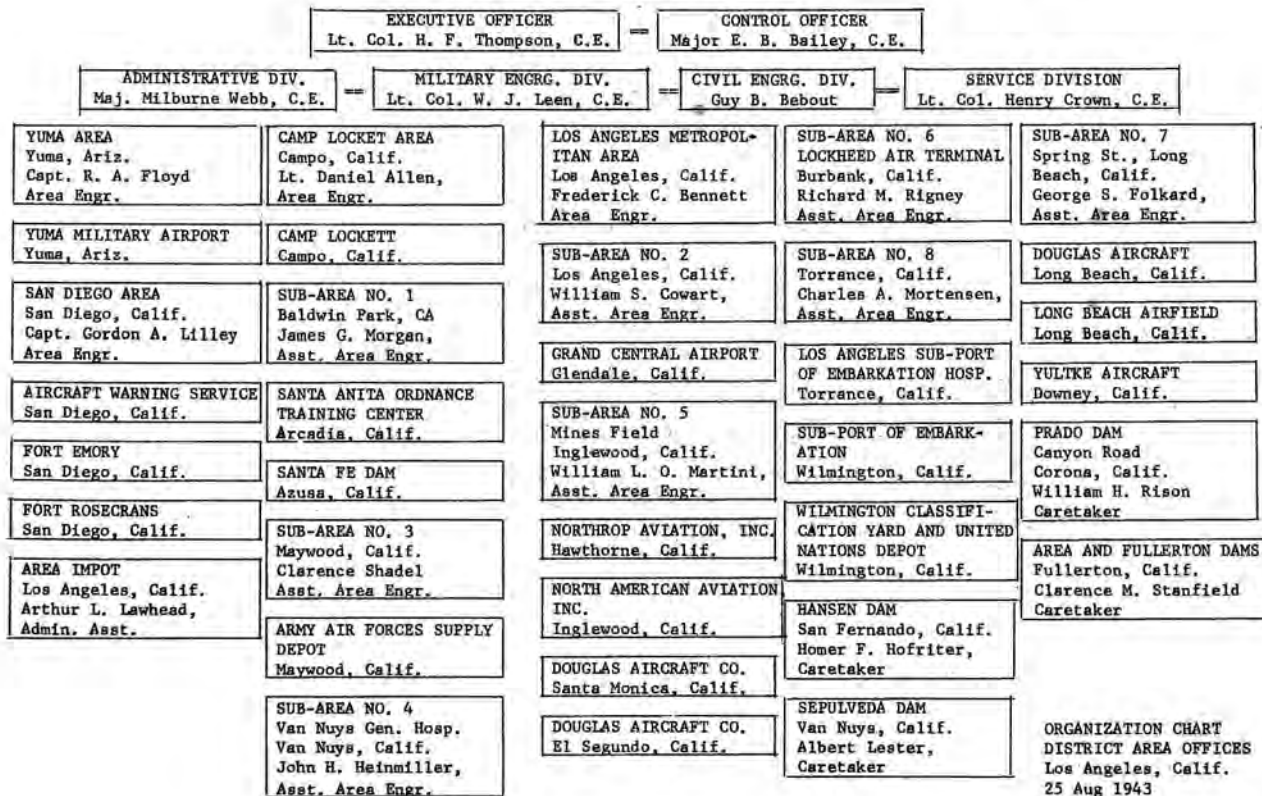 EXECUTIVE OFFICER
Lt. Col. H. F. Thompson, C.E.
CONTROL OFFICER
Major E. B. Bailey, C.E.
ADMINISTRATIVE DIV.
Maj. Milburne Webb, C.E.
MILITARY ENGRG. DIV.
Lt. Col. W. J. Leen, C.E.
CIVIL ENGRG. DIV.
Guy B. Bebout
SERVICE DIVISION
Lt. Col. Henry Crown, C.E.
YUMA AREA
Yuma, Ariz.
Capt. R. A. Floyd
Area Engr.
YUMA MILITARY AIRPORT
Yuma, Ariz.
SAN DIEGO AREA
San Diego, Calif.
Capt. Gordon A. Lilley
Area Engr.
AIRCRAFT WARNING SERVICE
San Diego, Calif.
FORT EMORY
San Diego, Calif.
FORT ROSECRANS
San Diego, Calif.
AREA IMPOT
Los Angeles, Calif.
Arthur L. Lawhead,
Admin. Asst.
CAMP LOCKET AREA
Campo, Calif.
Lt. Daniel Allen,
Area Engr.
CAMP LOCKETT
Campo, Calif.
SUB-AREA NO. 1
Baldwin Park, CA
James G. Morgan,
Asst. Area Engr.
SANTA ANITA ORDNANCE
TRAINING CENTER
Arcadia, Calif.
SANTA FE DAM
Azusa, Calif.
SUB-AREA NO. 3
Maywood, Calif.
Clarence Shadel
Asst. Area Engr.
ARMY AIR FORCES SUPPLY
DEPOT
Maywood, Calif.
SUB-AREA NO. 4
Van Nuys Gen. Hosp.
Van Nuys, Calif.
John H. Heinmiller,
Asst. Area Engr.
LOS ANGELES METROPOL-
ITAN AREA
Los Angeles, Calif.
Frederick C. Bennett
Area Engr.
SUB-AREA NO. 2
Los Angeles, Calif.
William S. Cowart,
Asst. Area Engr.
GRAND CENTRAL AIRPORT
Glendale, Calif.
SUB-AREA NO. 5
Mines Field
Inglewood, Calif.
William L. O. Martini,
Asst. Area Engr.
NORTHROP AVIATION, INC.
Hawthorne, Calif.
NORTH AMERICAN AVIATION
INC.
Inglewood, Calif.
DOUGLAS AIRCRAFT CO.
Santa Monica, Calif.
DOUGLAS AIRCRAFT CO.
El Segundo, Calif.
SUB-AREA NO. 6
LOCKHEED AIR TERMINAL
Burbank, Calif.
Richard M. Rigney
Asst. Area Engr.
SUB-AREA NO. 8
Torrance, Calif.
Charles A. Mortensen,
Asst. Area Engr.
LOS ANGELES SUB-PORT
OF EMBARKATION HOSP.
Torrance, Calif.
SUB-PORT OF EMBARK-
ATION
Wilmington, Calif.
WILMINGTON CLASSIFI-
CATION YARD AND UNITED
NATIONS DEPOT
Wilmington, Calif.
HANSEN DAM
San Fernando, Calif.
Homer F. Hofriter,
Caretaker
SEPULVEDA DAM
Van Nuys, Calif.
Albert Lester,
Caretaker
SUB-AREA NO. 7
Spring St., Long
Beach, Calif.
George S. Folkard,
Asst. Area Engr.
DOUGLAS AIRCRAFT
Long Beach, Calif.
LONG BEACH AIRFIELD
Long Beach, Calif.
YULTKE AIRCRAFT
Downey, Calif.
PRADO DAM
Canyon Road
Corona, Calif.
William H. Rison
Caretaker
AREA AND FULLERTON DAMS
Fullerton, Calif.
Clarence M. Stanfield
Caretaker
ORGANIZATION CHART
DISTRICT AREA OFFICES
Los Angeles, Calif.
25 Aug 1943